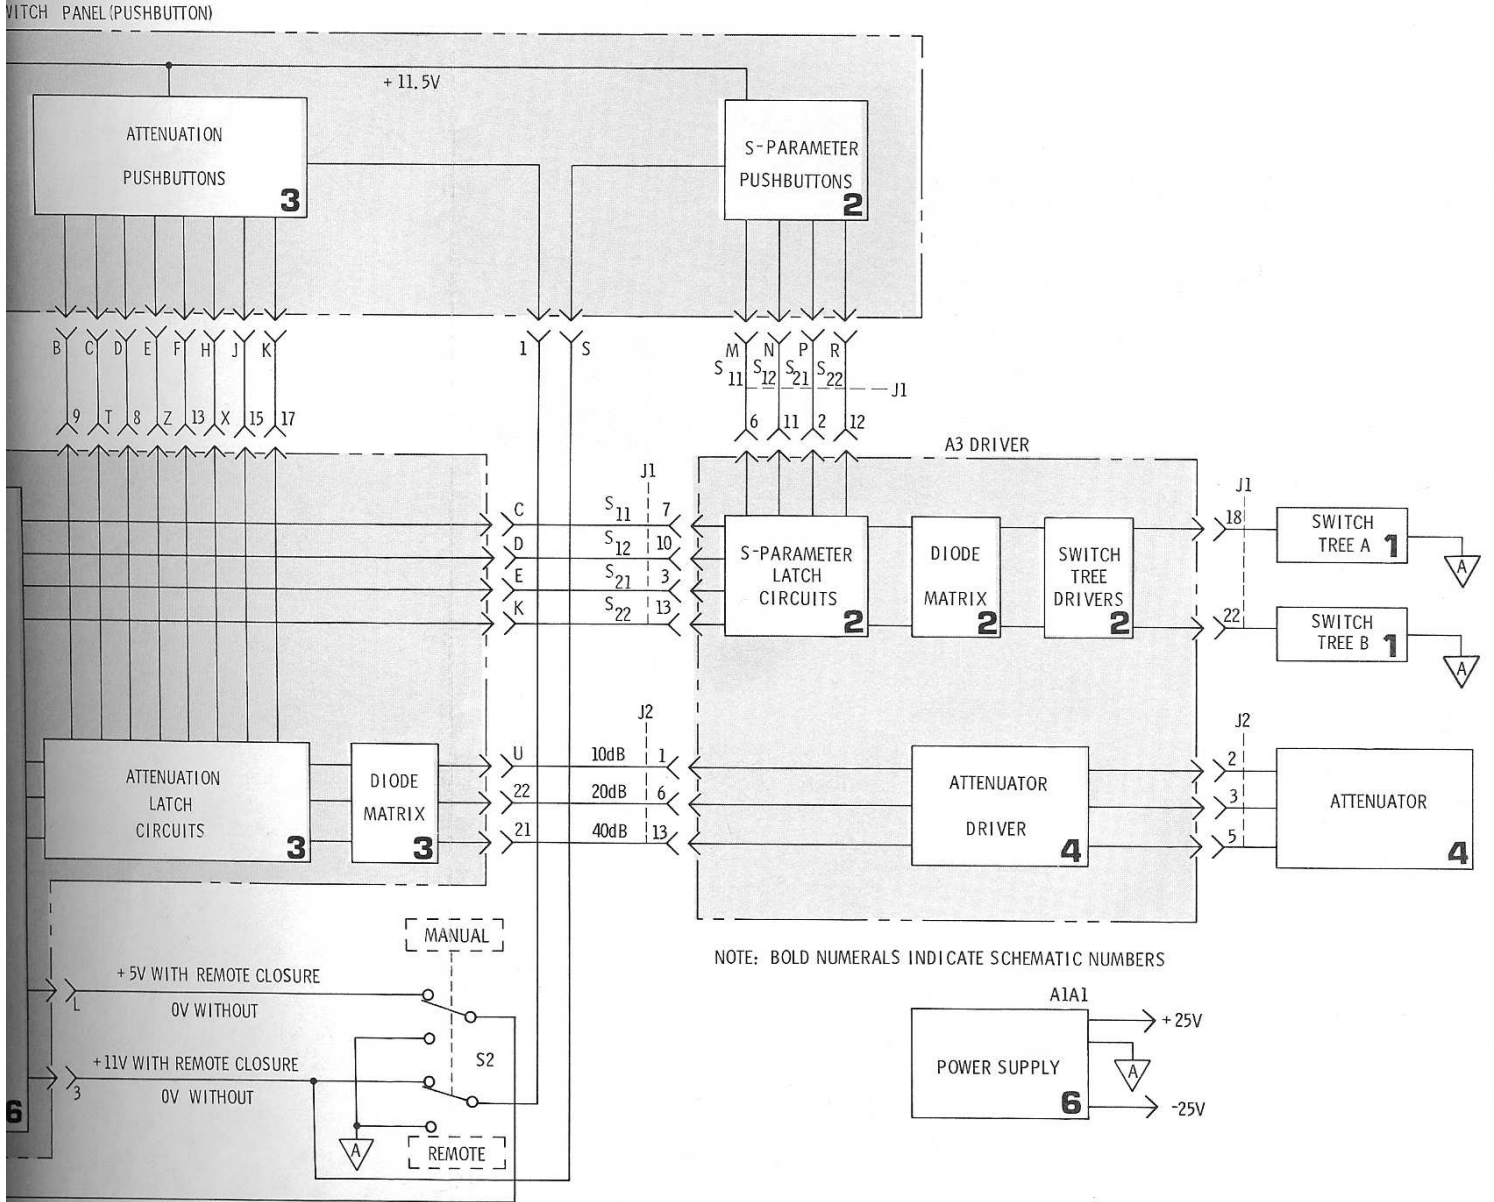 WITCH PANEL (PUSHBUTTON)
+ 11.5V
ATTENUATION
PUSHBUTTONS
3
S-PARAMETER
PUSHBUTTONS
2
B C D E F H J K
1 S
M N P R
S11 S12 S21 S22
J1
9 T 8 Z 13 X 15 17
6 11 2 12
A3 DRIVER
J1
J1
C S11 7
D S12 10
E S21 3
K S22 13
S-PARAMETER
LATCH
CIRCUITS
2
DIODE
MATRIX
2
SWITCH
TREE
DRIVERS
2
18
22
SWITCH
TREE A
1
A
SWITCH
TREE B
1
A
J2
J2
ATTENUATION
LATCH
CIRCUITS
3
DIODE
MATRIX
3
U 10dB 1
22 20dB 6
21 40dB 13
ATTENUATOR
DRIVER
4
2
3
5
ATTENUATOR
4
MANUAL
NOTE: BOLD NUMERALS INDICATE SCHEMATIC NUMBERS
+ 5V WITH REMOTE CLOSURE
L
0V WITHOUT
S2
+11V WITH REMOTE CLOSURE
3
0V WITHOUT
6
A
REMOTE
A1A1
POWER SUPPLY
6
+ 25V
A
-25V